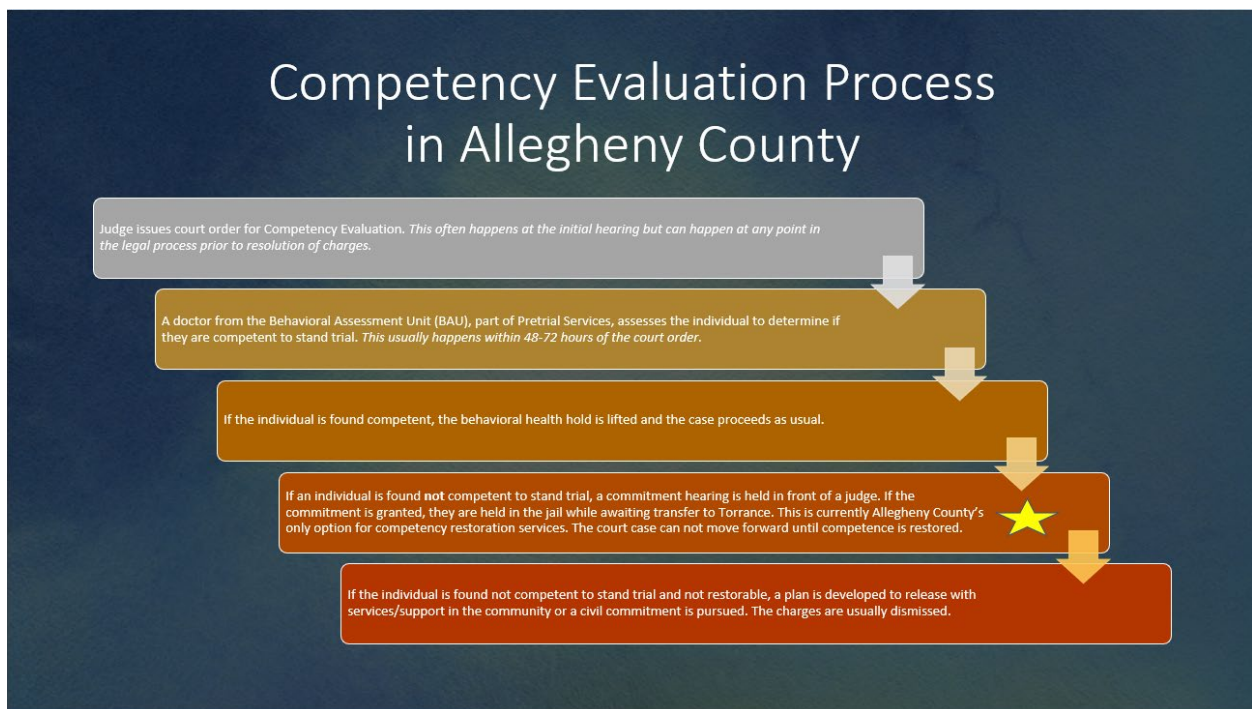 Competency Evaluation Process
in Allegheny County
Judge issues court order for Competency Evaluation. This often happens at the initial hearing but can happen at any point in
the legal process prior to resolution of charges.
A doctor from the Behavioral Assessment Unit (BAU), part of Pretrial Services, assesses the individual to determine if
they are competent to stand trial. This usually happens within 48-72 hours of the court order.
If the individual is found competent, the behavioral health hold is lifted and the case proceeds as usual.
If an individual is found not competent to stand trial, a commitment hearing is held in front of a judge. If the
commitment is granted, they are held in the jail while awaiting transfer to Torrance. This is currently Allegheny County's
only option for competency restoration services. The court case can not move forward until competence is restored.
If the individual is found not competent to stand trial and not restorable, a plan is developed to release with
services/support in the community or a civil commitment is pursued. The charges are usually dismissed.